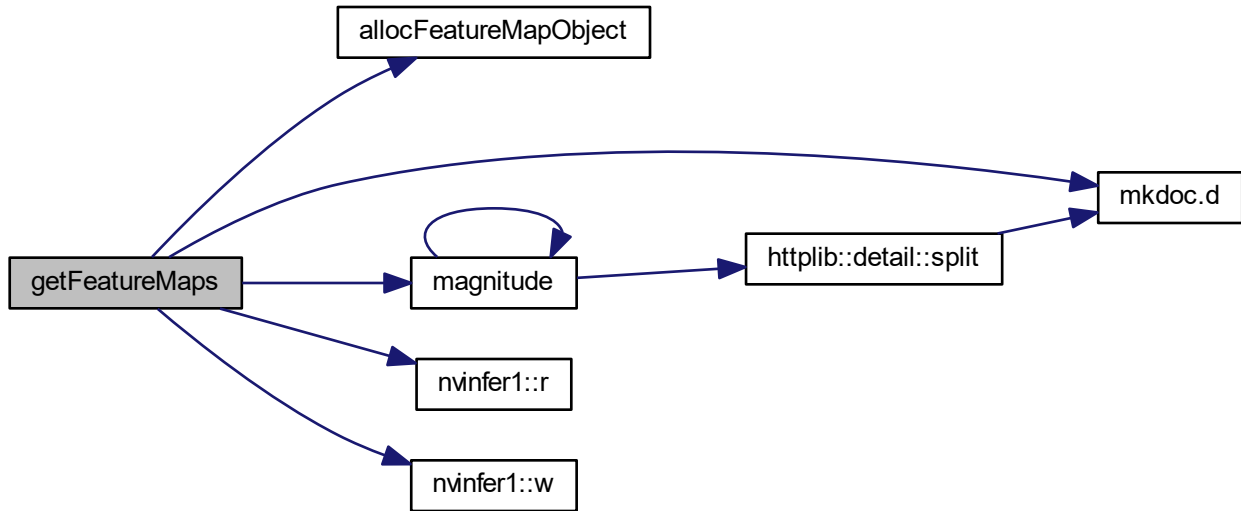 allocFeatureMapObject
mkdoc.d
httplib::detail::split
getFeatureMaps
magnitude
nvinfer1::r
nvinfer1::w